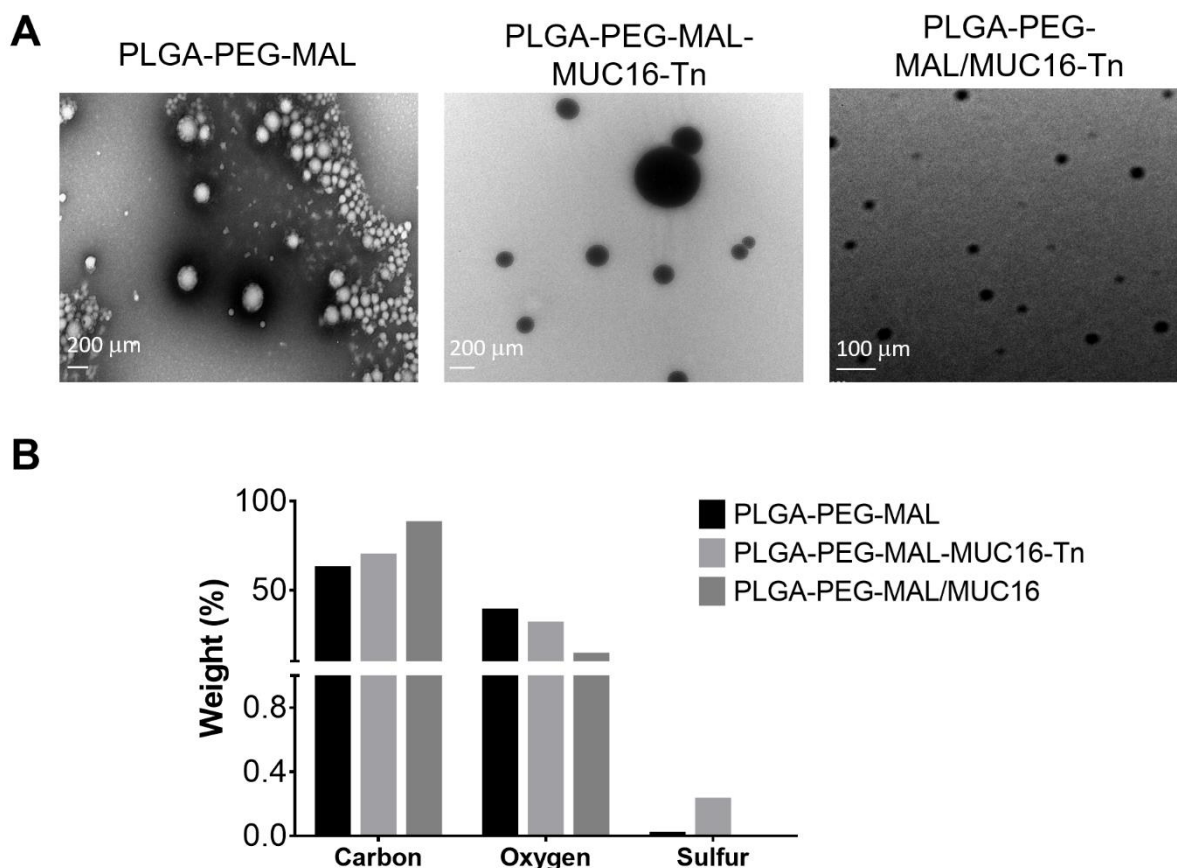 A
PLGA-PEG-MAL
PLGA-PEG-MAL-
MUC16-Tn
PLGA-PEG-
MAL/MUC16-Tn
200 μm
200 μm
100 μm
B
Weight (%)
100
50
0.8
0.4
0.0
Carbon
Oxygen
Sulfur
PLGA-PEG-MAL
PLGA-PEG-MAL-MUC16-Tn
PLGA-PEG-MAL/MUC16